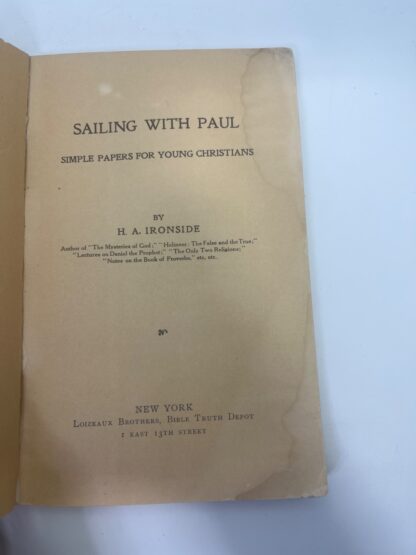 SAILING WITH PAUL
SIMPLE PAPERS FOR YOUNG CHRISTIANS
BY
H. A. IRONSIDE
Author of "The Mysteries of God;" "Holiness: The False and the True;"
"Lectures on Daniel the Prophet;" "The Only Two Religions;"
"Notes on the Book of Proverbs," etc, etc.
NEW YORK
LOIZEAUX BROTHERS, BIBLE TRUTH DEPOT
1 EAST 13TH STREET